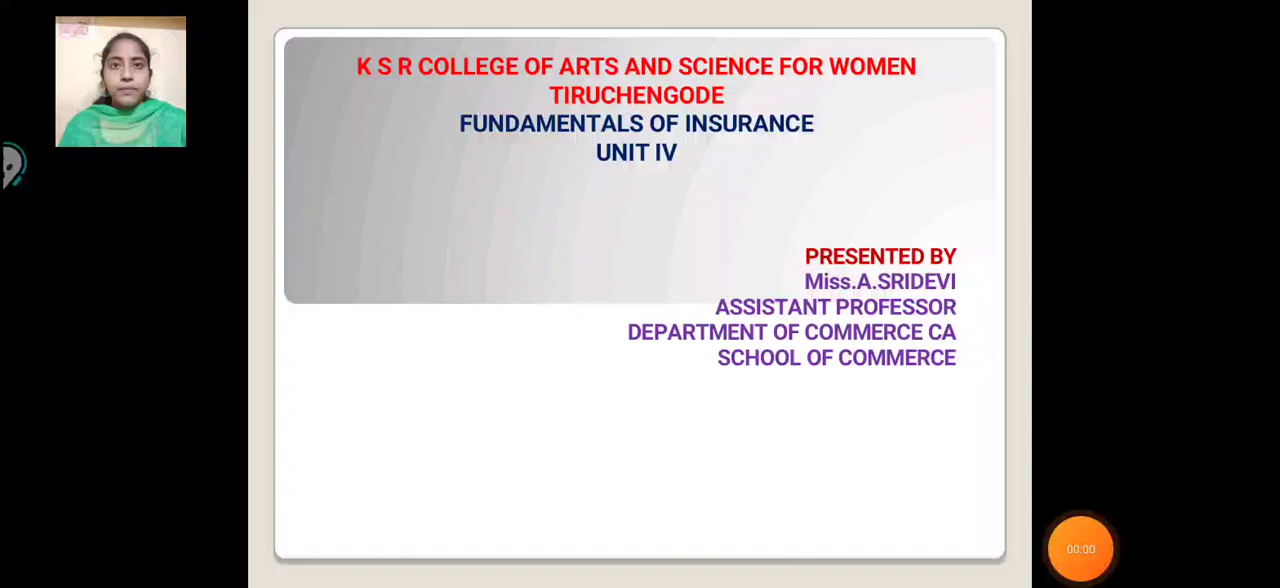 K S R COLLEGE OF ARTS AND SCIENCE FOR WOMEN
TIRUCHENGODE
FUNDAMENTALS OF INSURANCE
UNIT IV
PRESENTED BY
Miss.A.SRIDEVI
ASSISTANT PROFESSOR
DEPARTMENT OF COMMERCE CA
SCHOOL OF COMMERCE
00:00